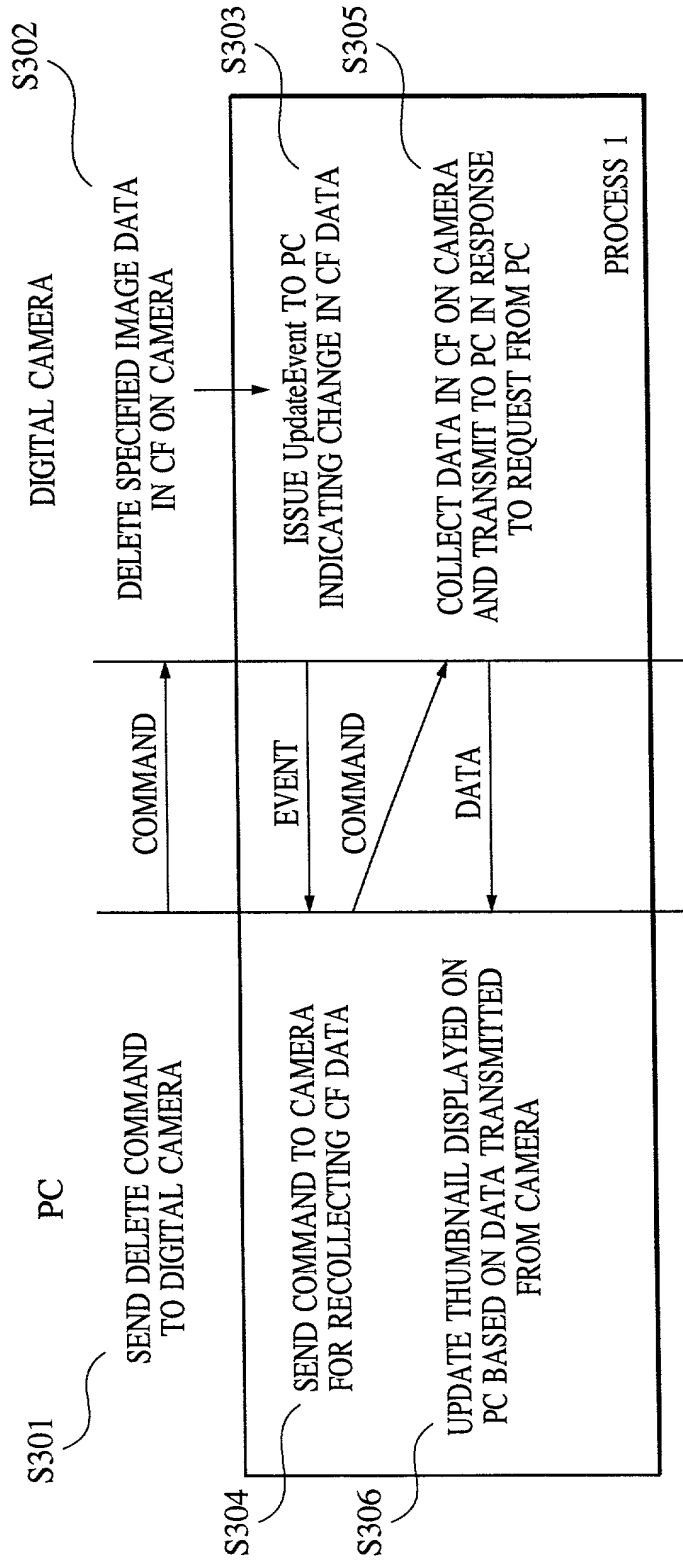 PC
DIGITAL CAMERA
S301
SEND DELETE COMMAND
TO DIGITAL CAMERA
COMMAND
DELETE SPECIFIED IMAGE DATA
IN CF ON CAMERA
S302
EVENT
ISSUE UpdateEvent TO PC
INDICATING CHANGE IN CF DATA
S303
S304
SEND COMMAND TO CAMERA
FOR RECOLLECTING CF DATA
COMMAND
COLLECT DATA IN CF ON CAMERA
AND TRANSMIT TO PC IN RESPONSE
TO REQUEST FROM PC
S305
DATA
S306
UPDATE THUMBNAIL DISPLAYED ON
PC BASED ON DATA TRANSMITTED
FROM CAMERA
PROCESS 1